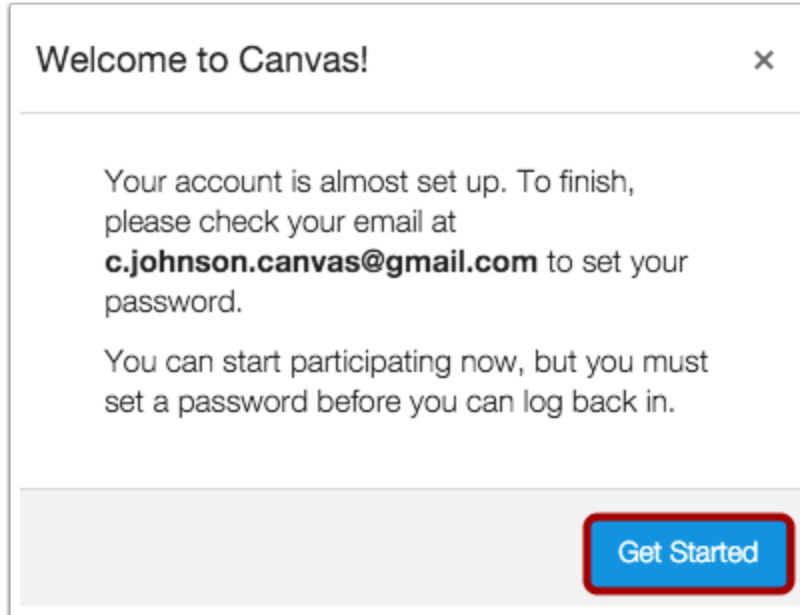 Welcome to Canvas!
×
Your account is almost set up. To finish,
please check your email at
c.johnson.canvas@gmail.com to set your
password.
You can start participating now, but you must
set a password before you can log back in.
Get Started